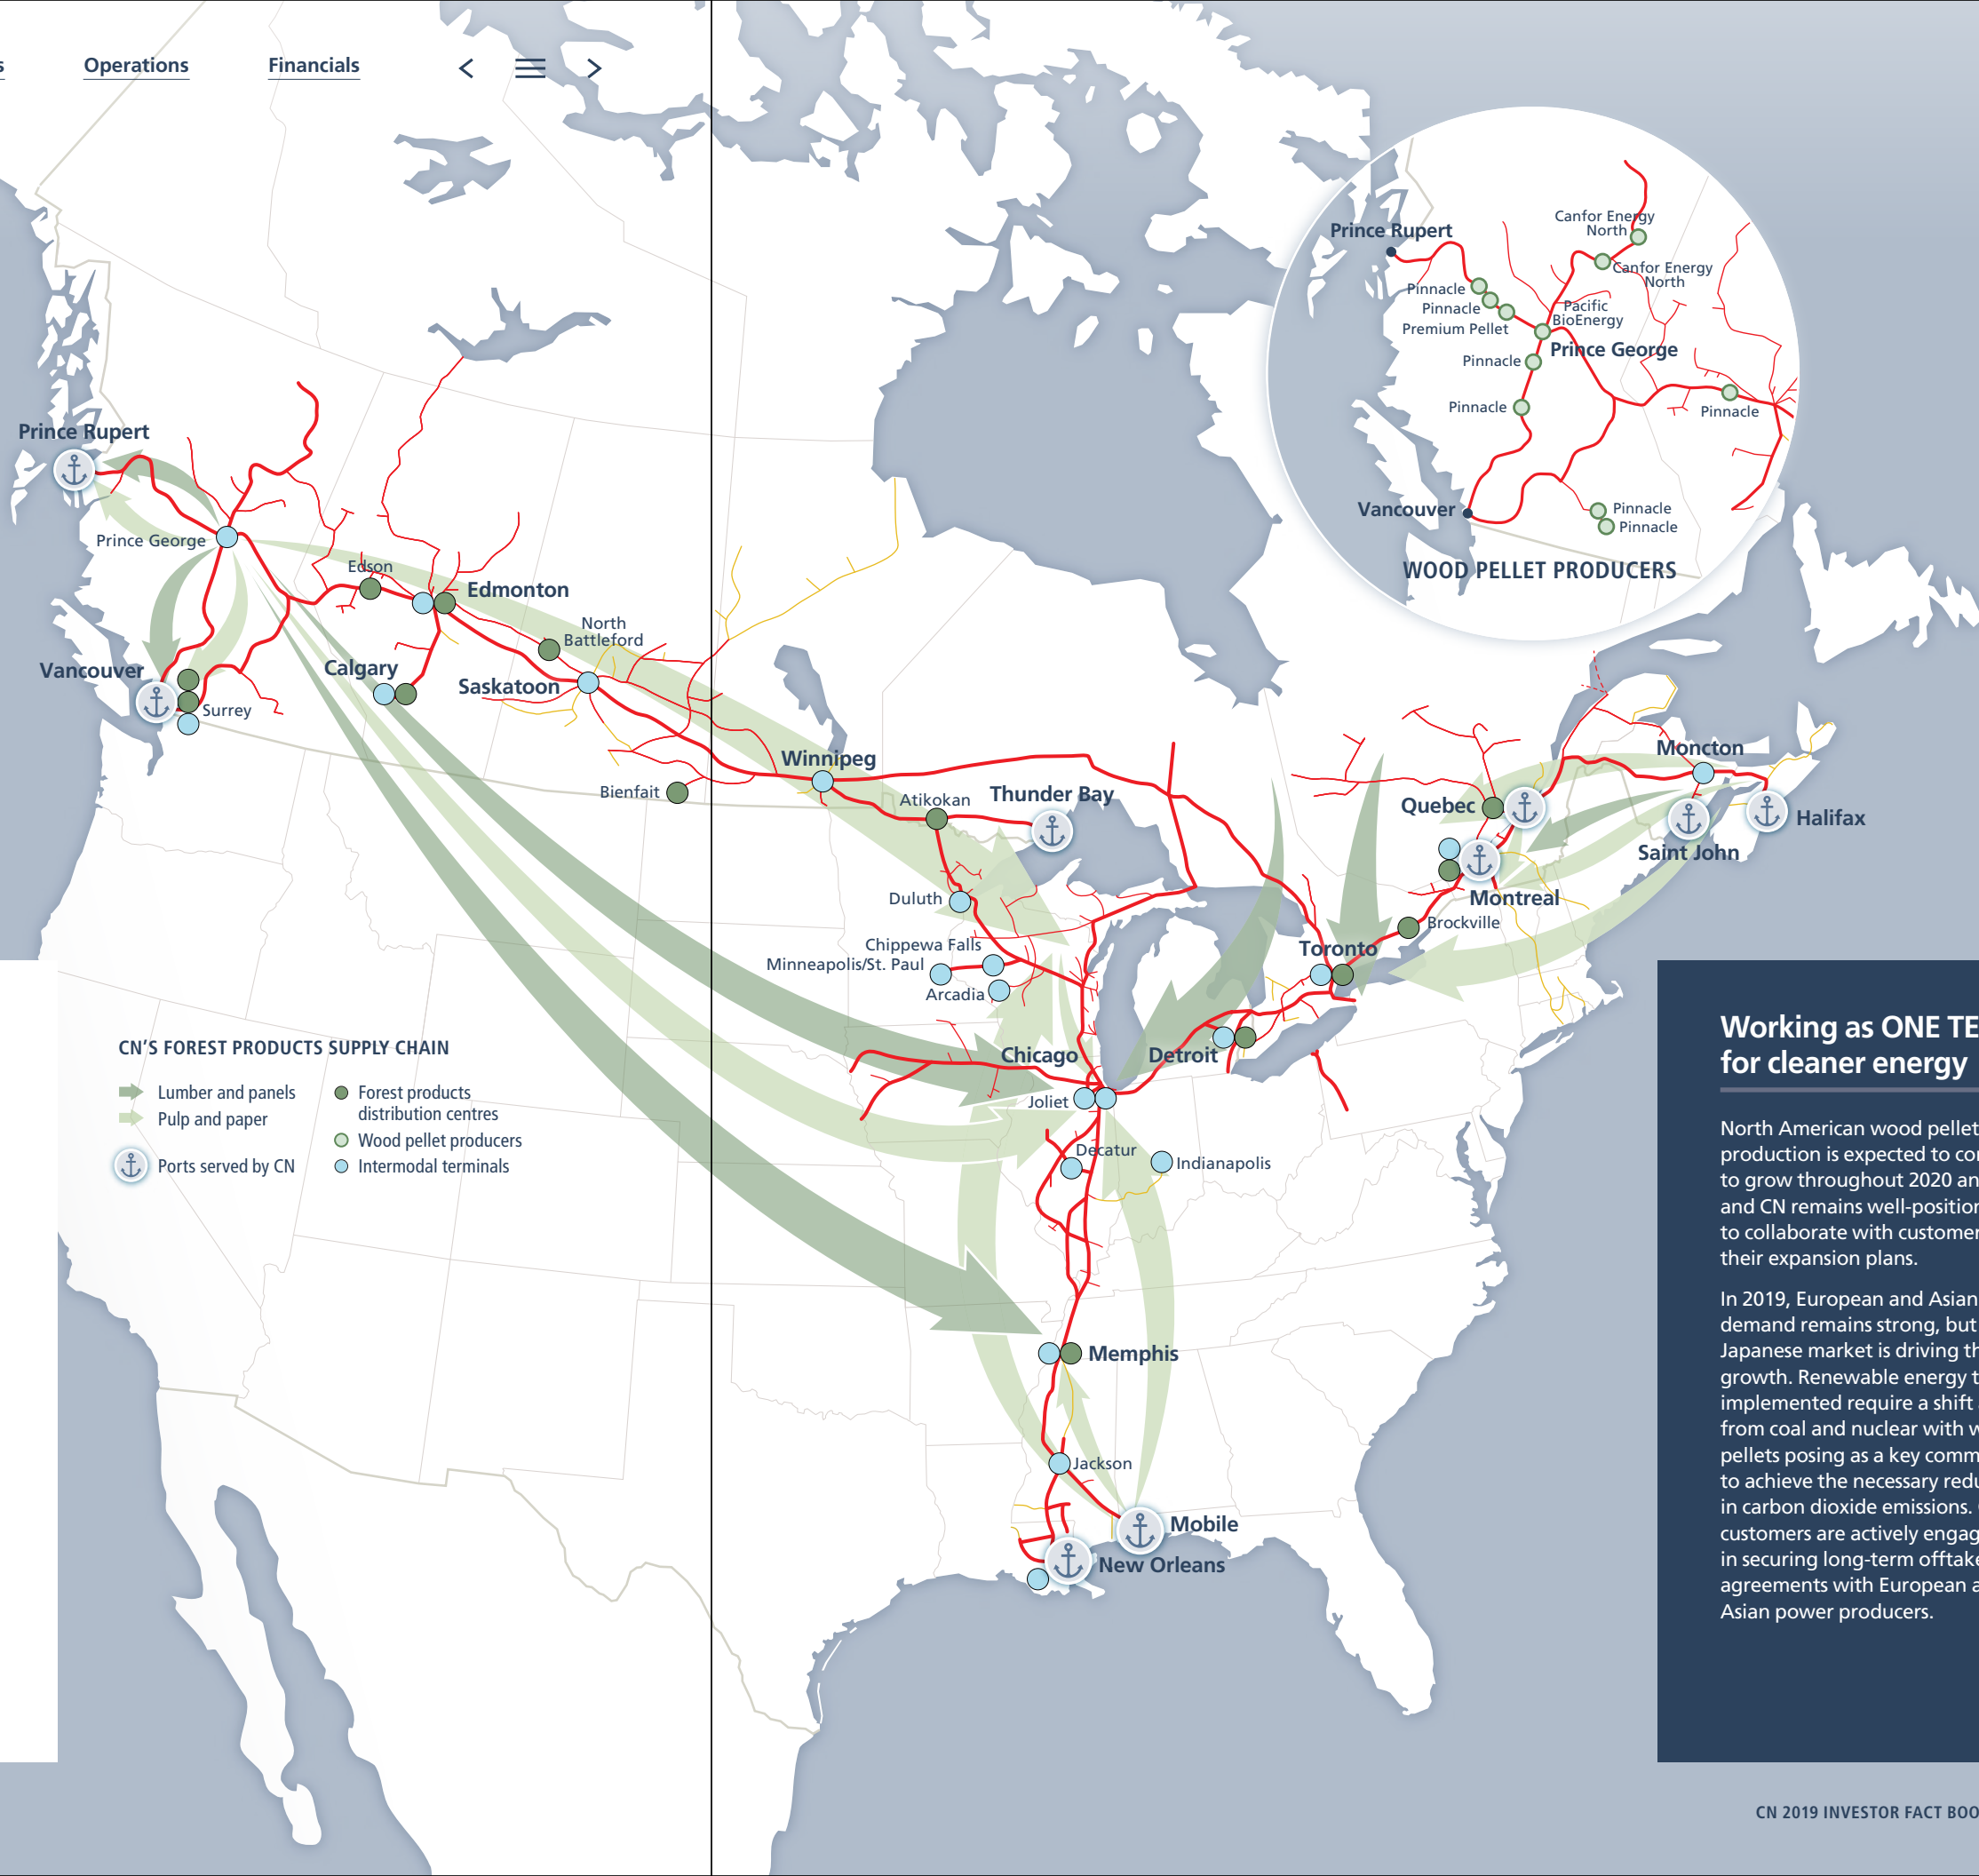 Operations
Financials
Prince Rupert
Canfor Energy
North
Canfor Energy
North
Pinnacle
Pinnacle
Premium Pellet
Pacific
BioEnergy
Prince George
Pinnacle
Pinnacle
Pinnacle
Vancouver
Pinnacle
Pinnacle
WOOD PELLET PRODUCERS
Prince Rupert
Prince George
Edson
Edmonton
North
Battleford
Vancouver
Calgary
Saskatoon
Surrey
Winnipeg
Bienfait
Atikokan
Thunder Bay
Quebec
Moncton
Halifax
Saint John
Montreal
Duluth
Brockville
Chippewa Falls
Minneapolis/St. Paul
Arcadia
Toronto
Chicago
Detroit
Joliet
Decatur
Indianapolis
Memphis
Jackson
Mobile
New Orleans
CN'S FOREST PRODUCTS SUPPLY CHAIN
Lumber and panels
Pulp and paper
Ports served by CN
Forest products
distribution centres
Wood pellet producers
Intermodal terminals
Working as ONE TE
for cleaner energy
North American wood pellet
production is expected to con
to grow throughout 2020 an
and CN remains well-position
to collaborate with customer
their expansion plans.
In 2019, European and Asian
demand remains strong, but
Japanese market is driving th
growth. Renewable energy t
implemented require a shift
from coal and nuclear with w
pellets posing as a key comm
to achieve the necessary redu
in carbon dioxide emissions.
customers are actively engag
in securing long-term offtake
agreements with European a
Asian power producers.
CN 2019 INVESTOR FACT BOO